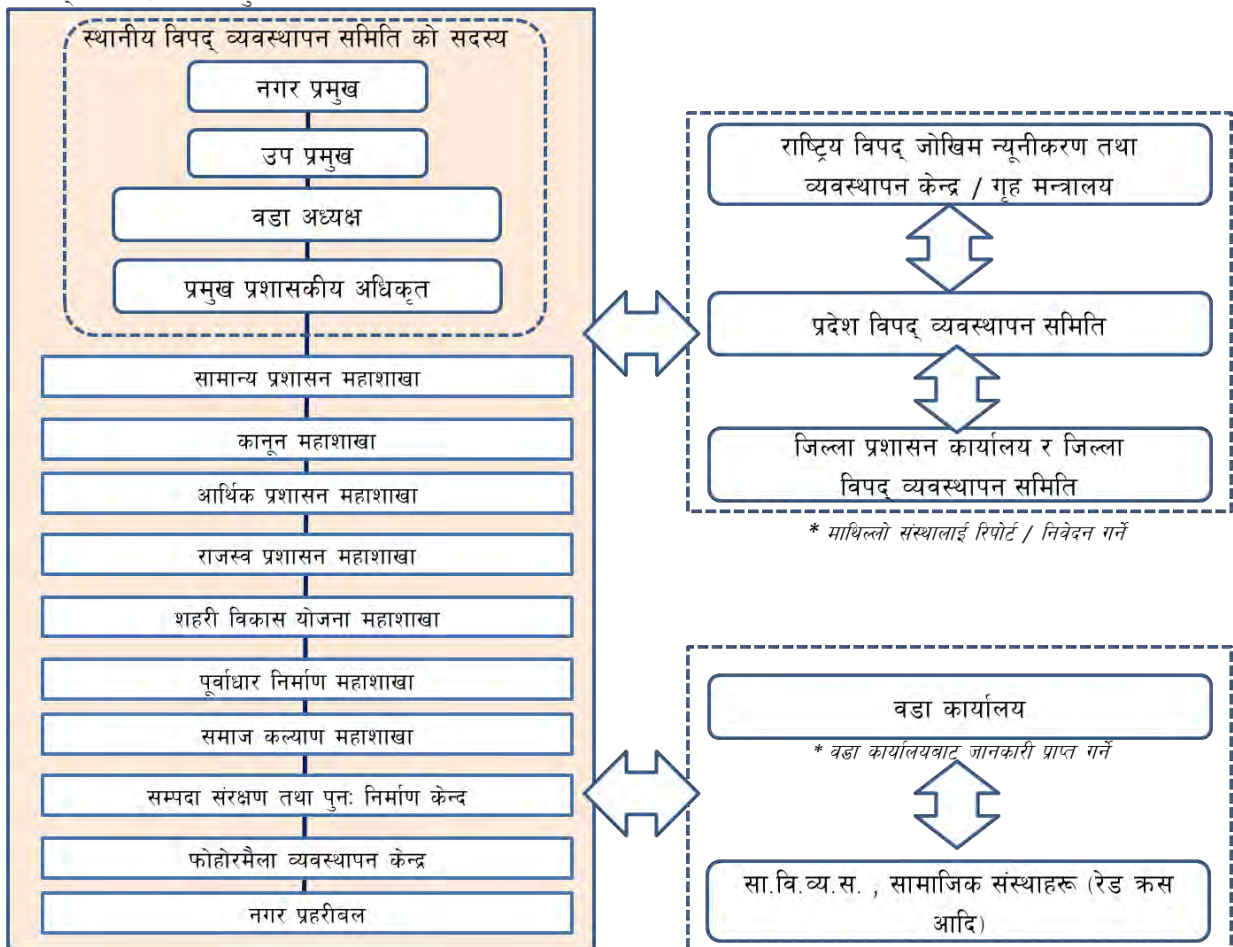 स्थानीय विपद् व्यवस्थापन समिति को सदस्य
नगर प्रमुख
उप प्रमुख
वडा अध्यक्ष
प्रमुख प्रशासकीय अधिकृत
सामान्य प्रशासन महाशाखा
कानून महाशाखा
आर्थिक प्रशासन महाशाखा
राजस्व प्रशासन महाशाखा
शहरी विकास योजना महाशाखा
पूर्वाधार निर्माण महाशाखा
समाज कल्याण महाशाखा
सम्पदा संरक्षण तथा पुनः निर्माण केन्द
फोहोरमैला व्यवस्थापन केन्द्र
नगर प्रहरीबल
राष्ट्रिय विपद् जोखिम न्यूनीकरण तथा
व्यवस्थापन केन्द्र / गृह मन्त्रालय
प्रदेश विपद् व्यवस्थापन समिति
जिल्ला प्रशासन कार्यालय र जिल्ला
विपद् व्यवस्थापन समिति
* माथिल्लो संस्थालाई रिपोर्ट / निवेदन गर्ने
वडा कार्यालय
* वडा कार्यालयबाट जानकारी प्राप्त गर्ने
सा.वि.व्य.स. , सामाजिक संस्थाहरू (रेड क्रस
आदि)